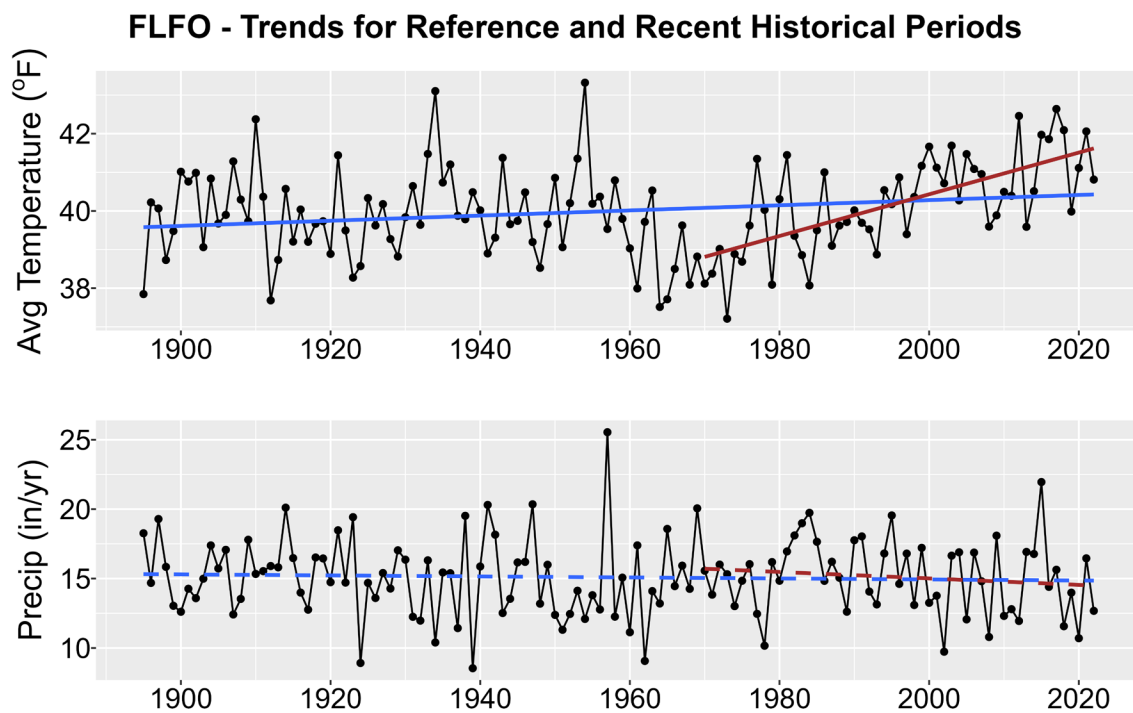 FLFO - Trends for Reference and Recent Historical Periods
Avg Temperature (ºF)
42
40
38
1900 1920 1940 1960 1980 2000 2020
Precip (in/yr)
25
20
15
10
1900 1920 1940 1960 1980 2000 2020